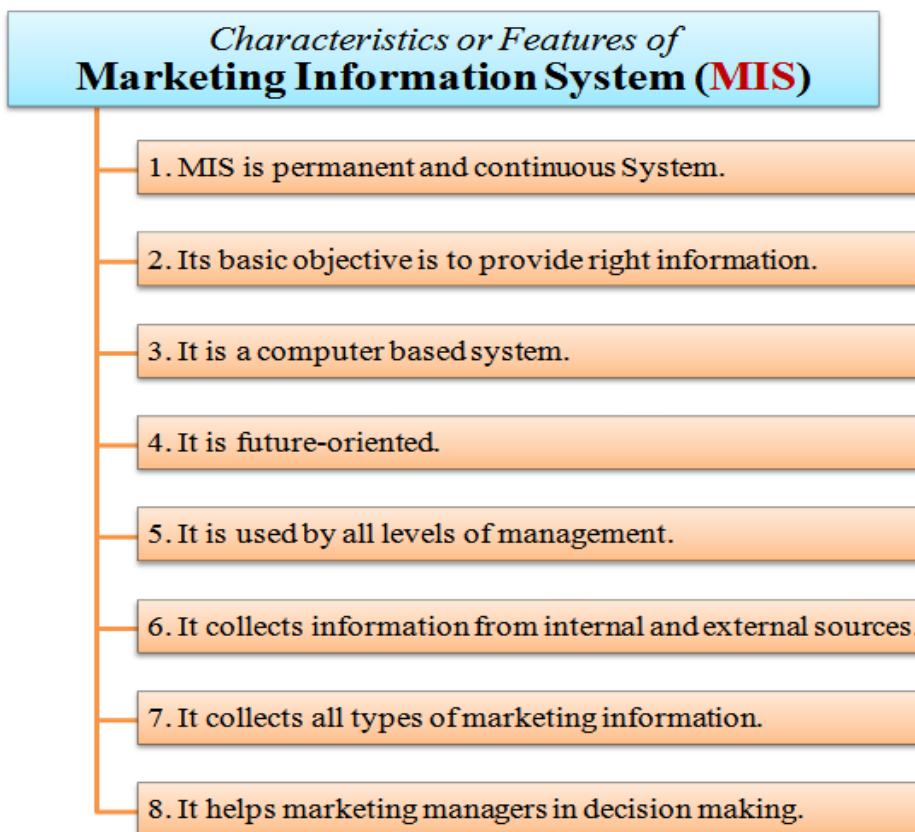 Characteristics or Features of
Marketing Information System (MIS)
1. MIS is permanent and continuous System.
2. Its basic objective is to provide right information.
3. It is a computer based system.
4. It is future-oriented.
5. It is used by all levels of management.
6. It collects information from internal and external sources.
7. It collects all types of marketing information.
8. It helps marketing managers in decision making.